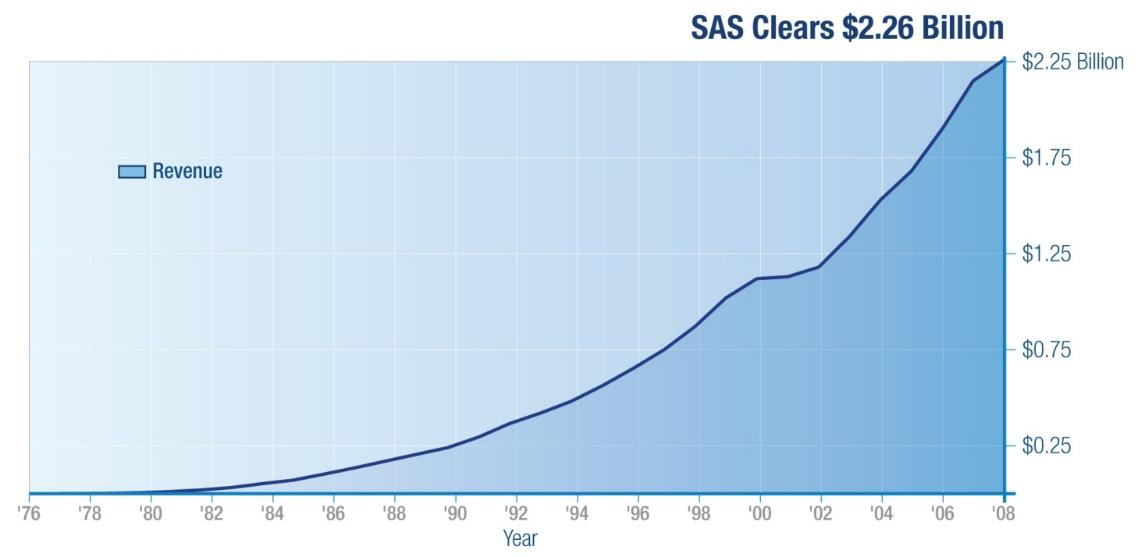 SAS Clears $2.26 Billion
$2.25 Billion
Revenue
$1.75
$1.25
$0.75
$0.25
'76 '78 '80 '82 '84 '86 '88 '90 '92 '94 '96 '98 '00 '02 '04 '06 '08
Year